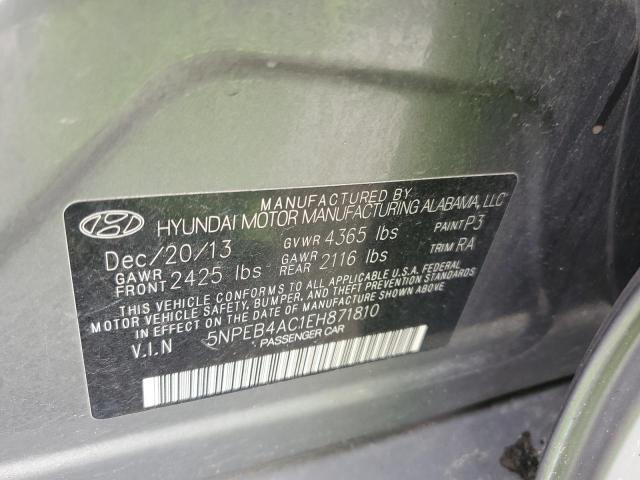 MANUFACTURED BY
HYUNDAI MOTOR MANUFACTURING ALABAMA, LLC
Dec/20/13 GVWR 4365 lbs PAINT P3
GAWR FRONT 2425 lbs GAWR REAR 2116 lbs TRIM RA
THIS VEHICLE CONFORMS TO ALL APPLICABLE U.S.A. FEDERAL
MOTOR VEHICLE SAFETY, BUMPER, AND THEFT PREVENTION STANDARDS
IN EFFECT ON THE DATE OF MANUFACTURE SHOWN ABOVE.
V.I.N 5NPEB4AC1EH871810
PASSENGER CAR